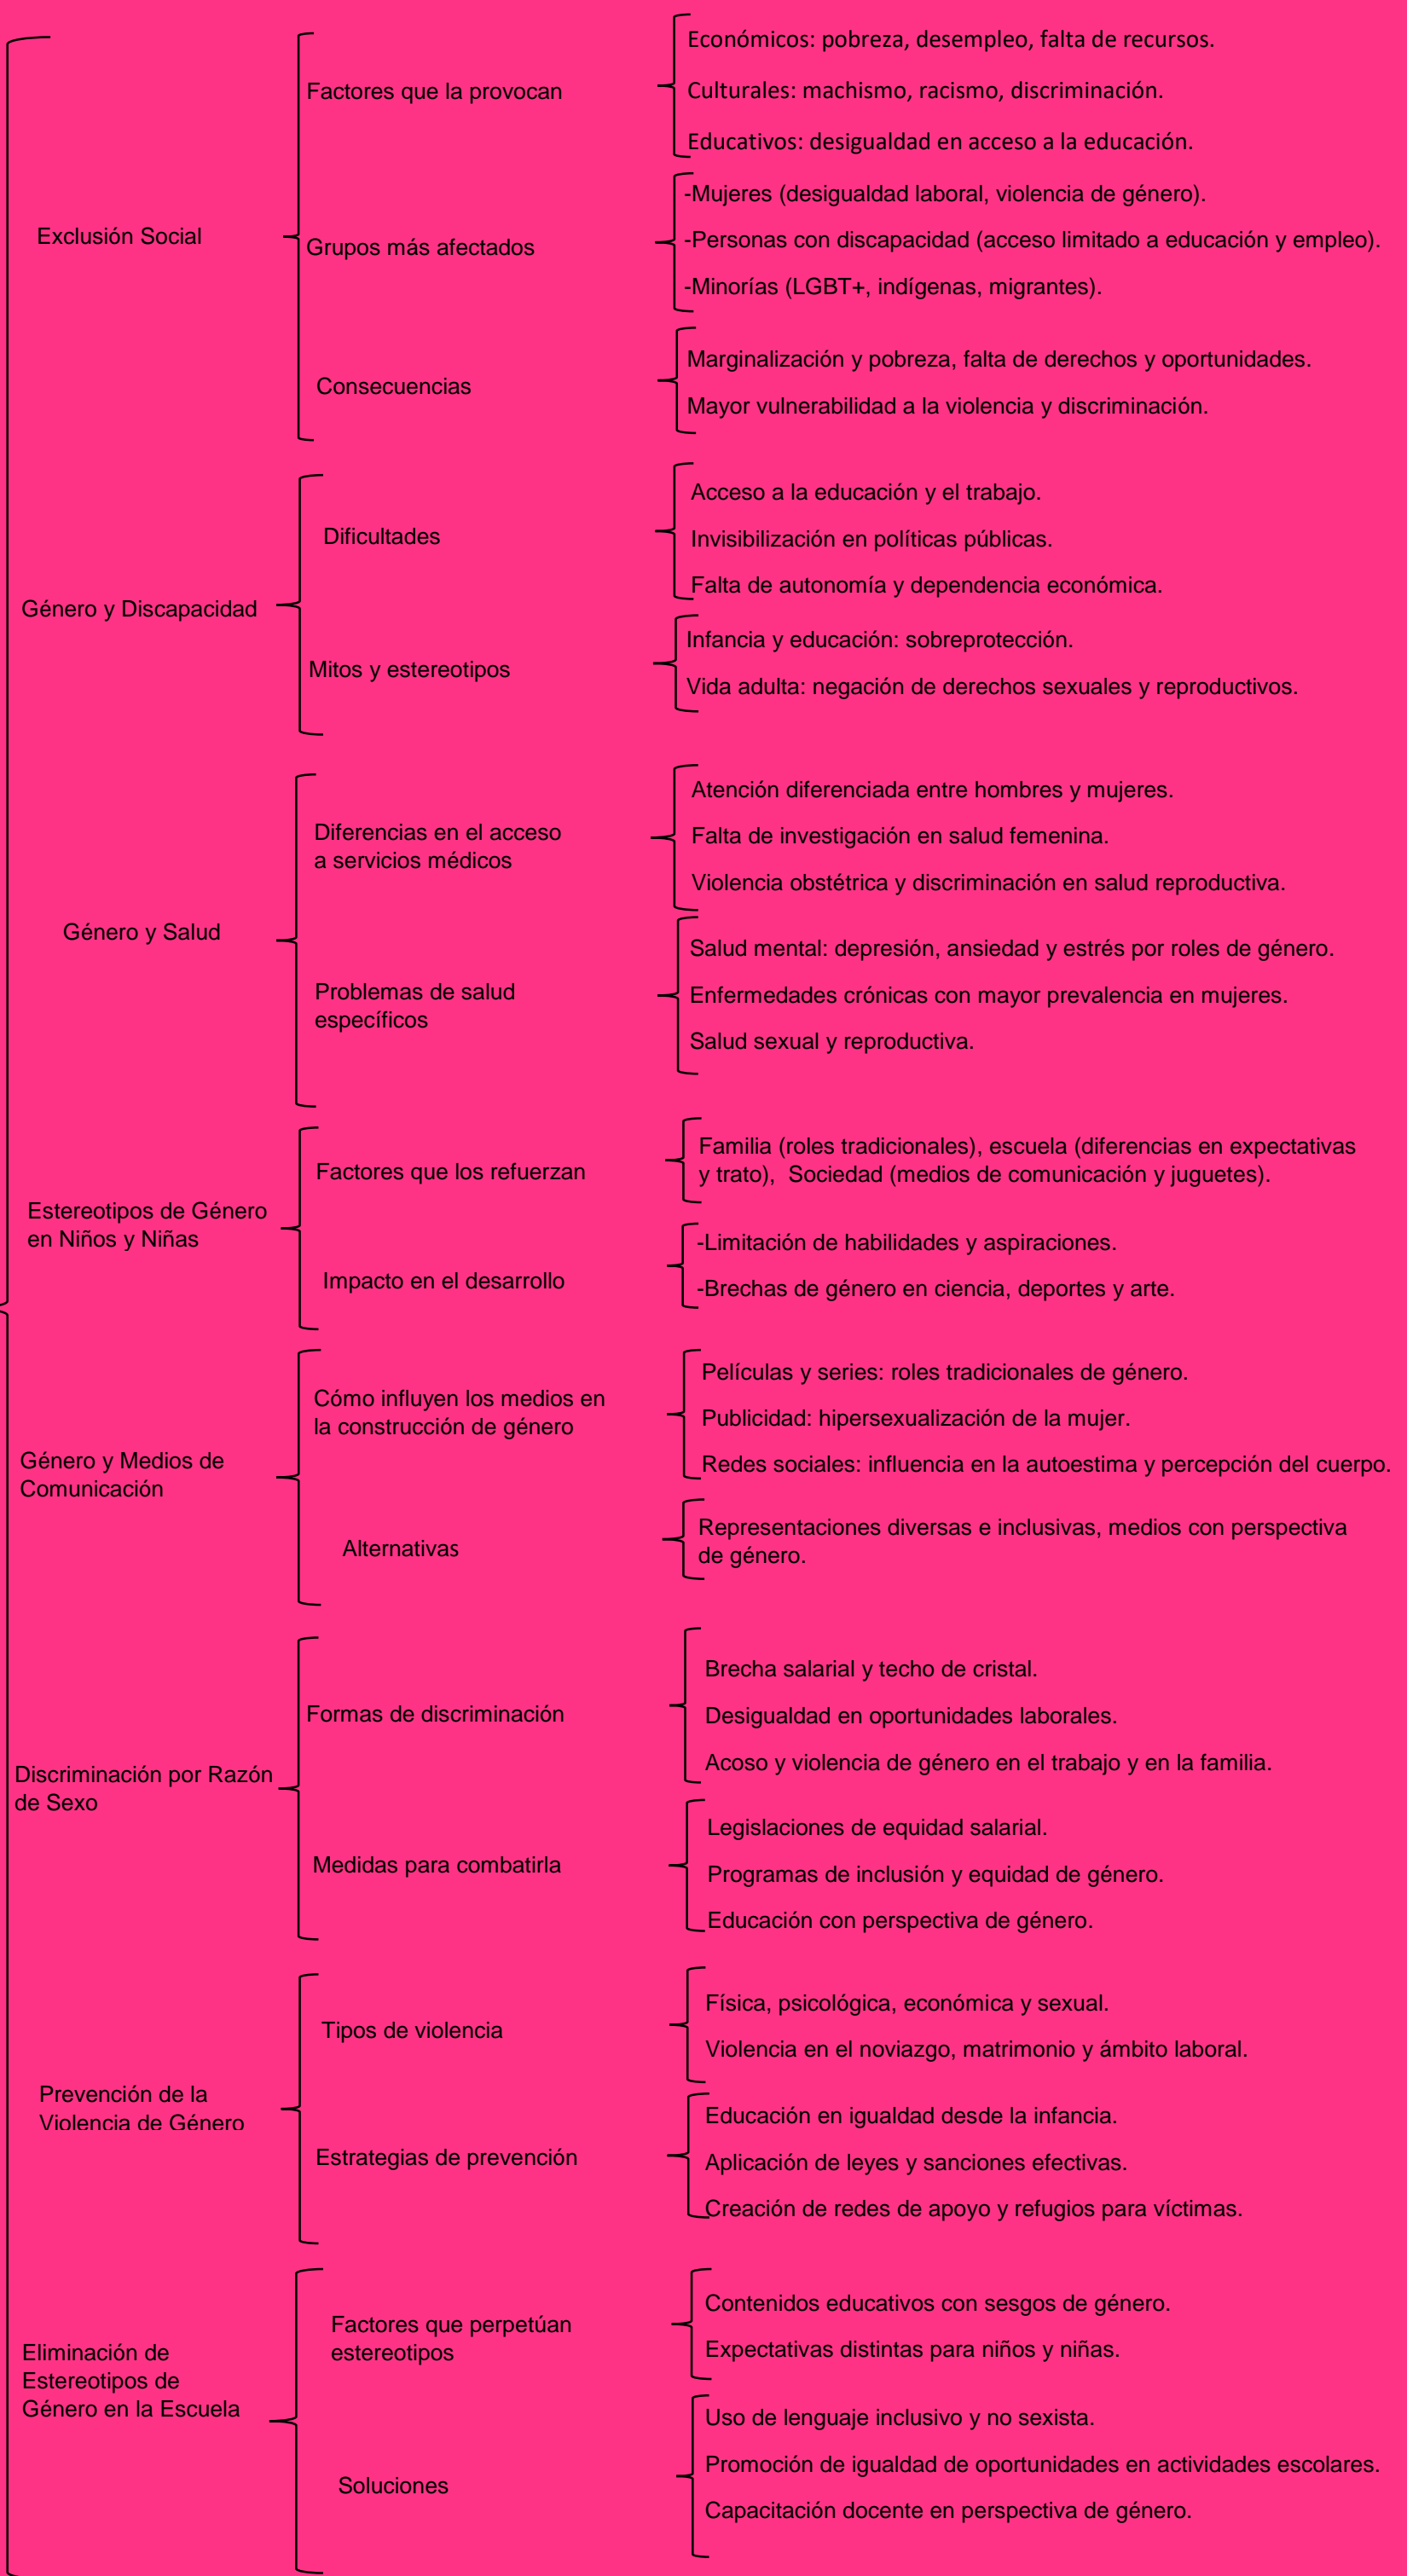 Exclusión Social
Factores que la provocan
Económicos: pobreza, desempleo, falta de recursos.
Culturales: machismo, racismo, discriminación.
Educativos: desigualdad en acceso a la educación.
Grupos más afectados
-Mujeres (desigualdad laboral, violencia de género).
-Personas con discapacidad (acceso limitado a educación y empleo).
-Minorías (LGBT+, indígenas, migrantes).
Consecuencias
Marginalización y pobreza, falta de derechos y oportunidades.
Mayor vulnerabilidad a la violencia y discriminación.
Género y Discapacidad
Dificultades
Acceso a la educación y el trabajo.
Invisibilización en políticas públicas.
Falta de autonomía y dependencia económica.
Mitos y estereotipos
Infancia y educación: sobreprotección.
Vida adulta: negación de derechos sexuales y reproductivos.
Género y Salud
Diferencias en el acceso
a servicios médicos
Atención diferenciada entre hombres y mujeres.
Falta de investigación en salud femenina.
Violencia obstétrica y discriminación en salud reproductiva.
Problemas de salud
específicos
Salud mental: depresión, ansiedad y estrés por roles de género.
Enfermedades crónicas con mayor prevalencia en mujeres.
Salud sexual y reproductiva.
Estereotipos de Género
en Niños y Niñas
Factores que los refuerzan
Familia (roles tradicionales), escuela (diferencias en expectativas
y trato), Sociedad (medios de comunicación y juguetes).
Impacto en el desarrollo
-Limitación de habilidades y aspiraciones.
-Brechas de género en ciencia, deportes y arte.
Género y Medios de
Comunicación
Cómo influyen los medios en
la construcción de género
Películas y series: roles tradicionales de género.
Publicidad: hipersexualización de la mujer.
Redes sociales: influencia en la autoestima y percepción del cuerpo.
Alternativas
Representaciones diversas e inclusivas, medios con perspectiva
de género.
Discriminación por Razón
de Sexo
Formas de discriminación
Brecha salarial y techo de cristal.
Desigualdad en oportunidades laborales.
Acoso y violencia de género en el trabajo y en la familia.
Medidas para combatirla
Legislaciones de equidad salarial.
Programas de inclusión y equidad de género.
Educación con perspectiva de género.
Prevención de la
Violencia de Género
Tipos de violencia
Física, psicológica, económica y sexual.
Violencia en el noviazgo, matrimonio y ámbito laboral.
Estrategias de prevención
Educación en igualdad desde la infancia.
Aplicación de leyes y sanciones efectivas.
Creación de redes de apoyo y refugios para víctimas.
Eliminación de
Estereotipos de
Género en la Escuela
Factores que perpetúan
estereotipos
Contenidos educativos con sesgos de género.
Expectativas distintas para niños y niñas.
Soluciones
Uso de lenguaje inclusivo y no sexista.
Promoción de igualdad de oportunidades en actividades escolares.
Capacitación docente en perspectiva de género.